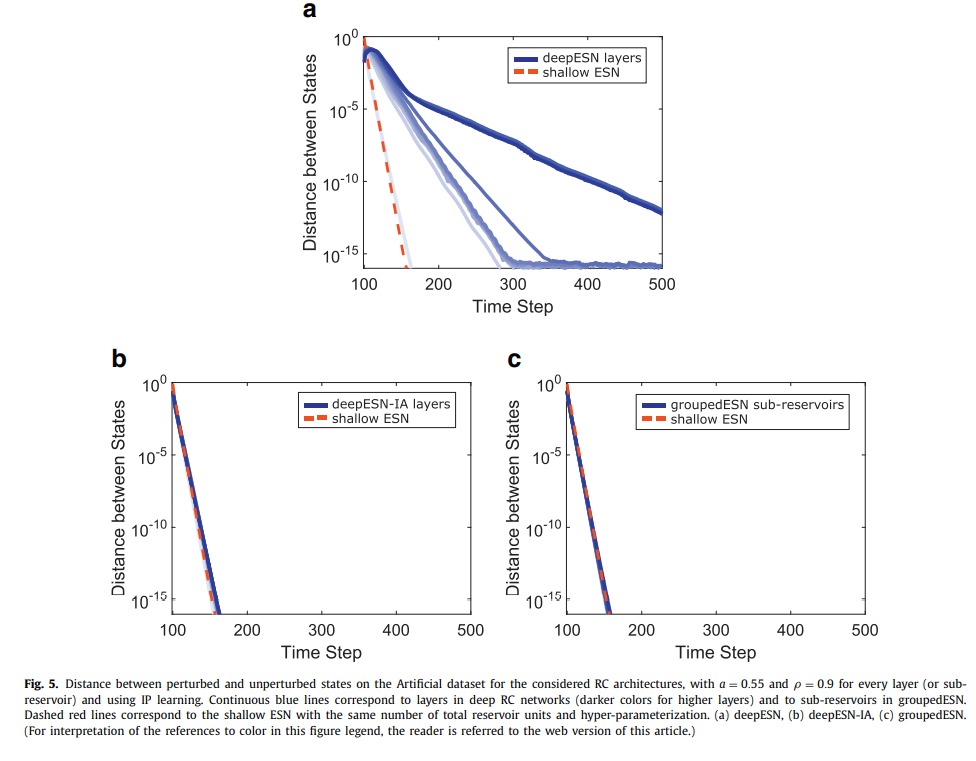 a
10^0
10^-5
10^-10
10^-15
Distance between States
deepESN layers
shallow ESN
100 200 300 400 500
Time Step
b
10^0
10^-5
10^-10
10^-15
Distance between States
deepESN-IA layers
shallow ESN
100 200 300 400 500
Time Step
c
10^0
10^-5
10^-10
10^-15
Distance between States
groupedESN sub-reservoirs
shallow ESN
100 200 300 400 500
Time Step
Fig. 5. Distance between perturbed and unperturbed states on the Artificial dataset for the considered RC architectures, with a = 0.55 and ρ = 0.9 for every layer (or sub-
reservoir) and using IP learning. Continuous blue lines correspond to layers in deep RC networks (darker colors for higher layers) and to sub-reservoirs in groupedESN.
Dashed red lines correspond to the shallow ESN with the same number of total reservoir units and hyper-parameterization. (a) deepESN, (b) deepESN-IA, (c) groupedESN.
(For interpretation of the references to color in this figure legend, the reader is referred to the web version of this article.)